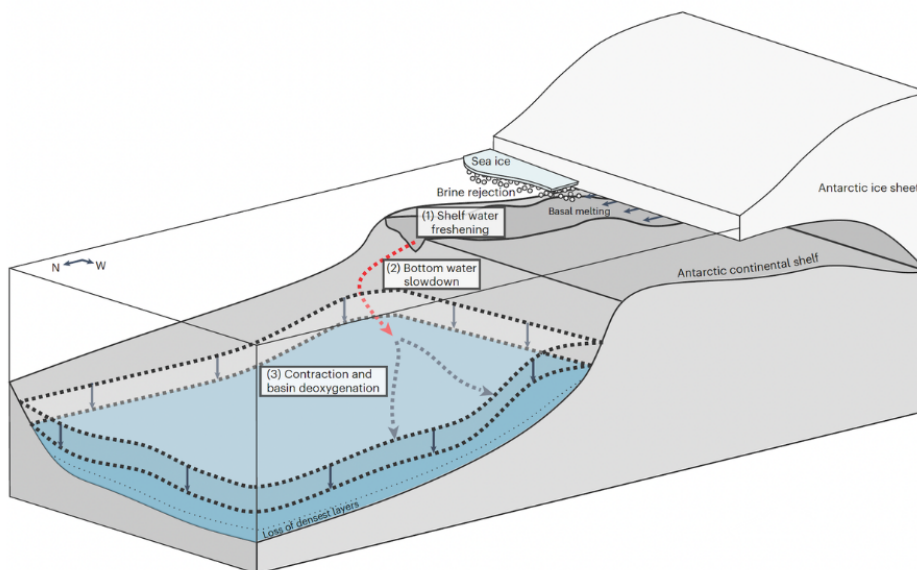 Sea ice
Brine rejection
Antarctic ice sheet
Basal melting
(1) Shelf water
freshening
N W
(2) Bottom water
slowdown
Antarctic continental shelf
(3) Contraction and
basin deoxygenation
Loss of densest layers